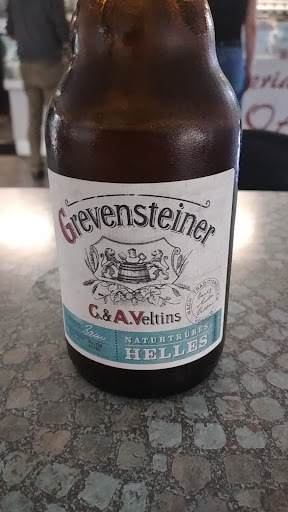 Grevensteiner
C. & A. Veltins
NATURTRÜBES
HELLES